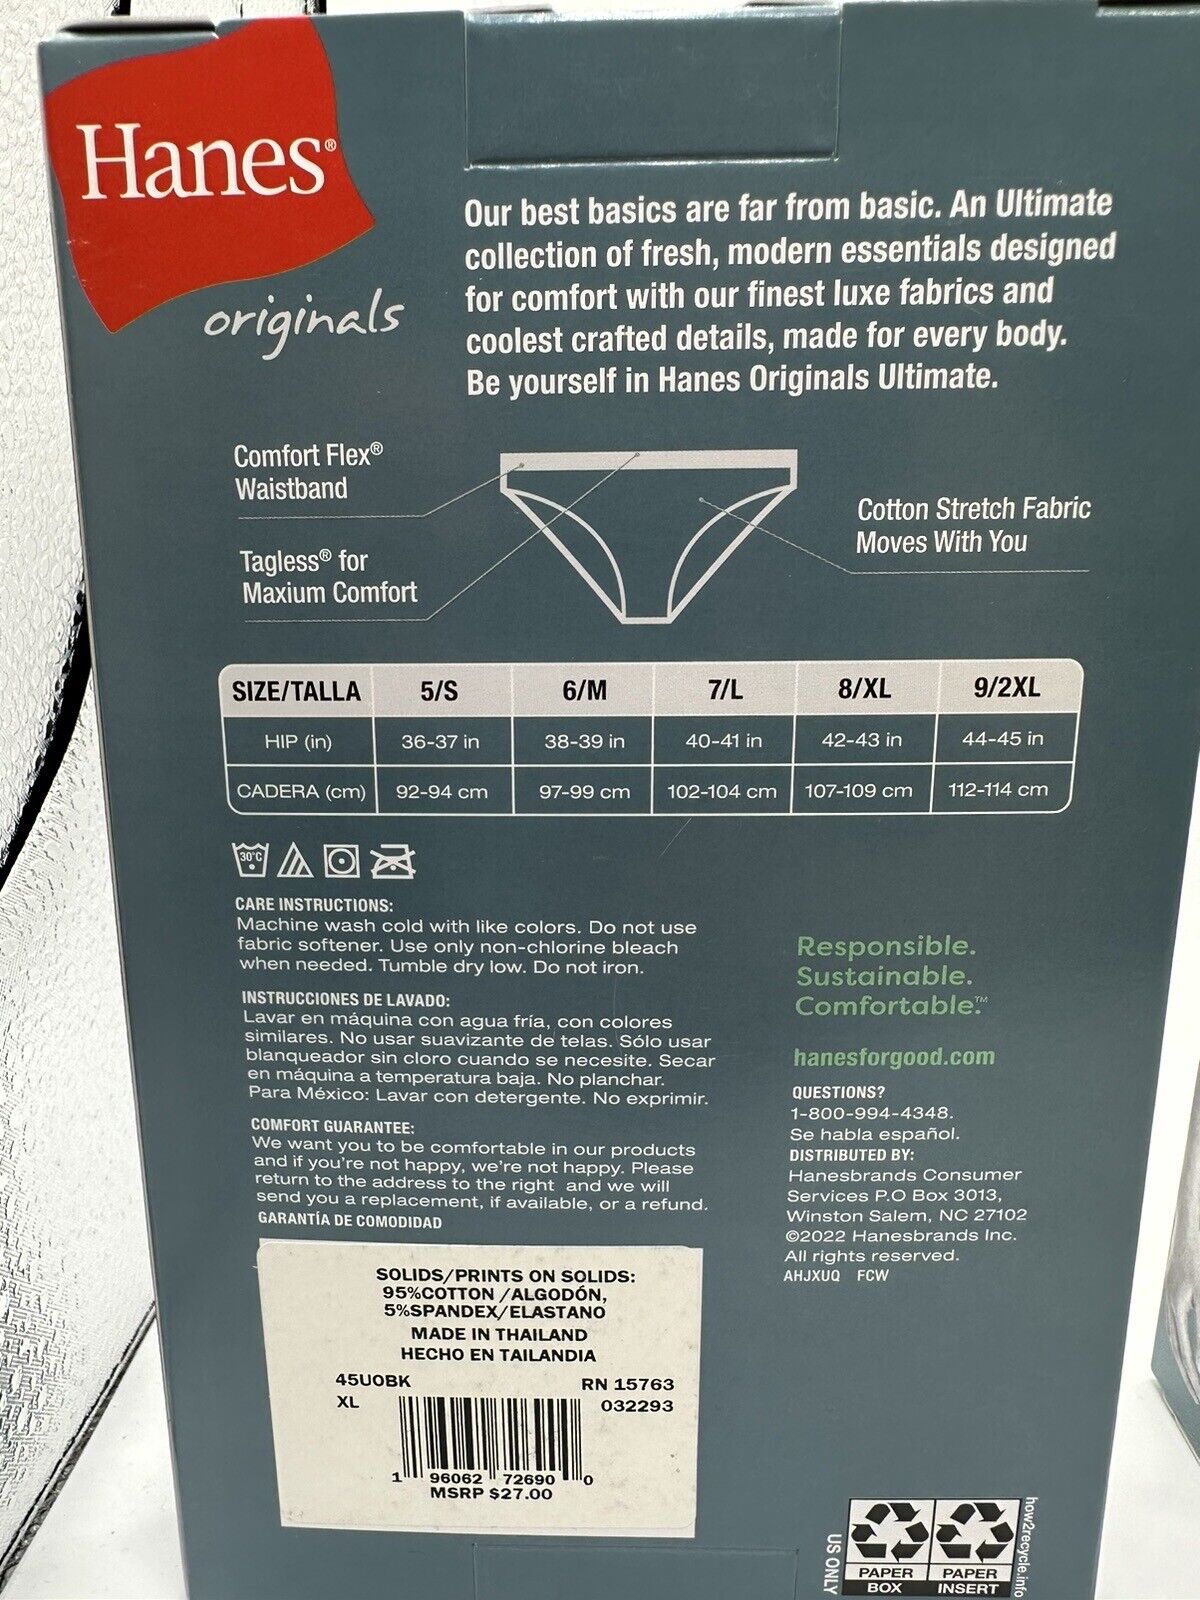 Hanes®
originals
Our best basics are far from basic. An Ultimate
collection of fresh, modern essentials designed
for comfort with our finest luxe fabrics and
coolest crafted details, made for every body.
Be yourself in Hanes Originals Ultimate.
Comfort Flex®
Waistband
Tagless® for
Maxium Comfort
Cotton Stretch Fabric
Moves With You
SIZE/TALLA 5/S 6/M 7/L 8/XL 9/2XL
HIP (in) 36-37 in 38-39 in 40-41 in 42-43 in 44-45 in
CADERA (cm) 92-94 cm 97-99 cm 102-104 cm 107-109 cm 112-114 cm
30°C
CARE INSTRUCTIONS:
Machine wash cold with like colors. Do not use
fabric softener. Use only non-chlorine bleach
when needed. Tumble dry low. Do not iron.
INSTRUCCIONES DE LAVADO:
Lavar en máquina con agua fría, con colores
similares. No usar suavizante de telas. Sólo usar
blanqueador sin cloro cuando se necesite. Secar
en máquina a temperatura baja. No planchar.
Para México: Lavar con detergente. No exprimir.
COMFORT GUARANTEE:
We want you to be comfortable in our products
and if you're not happy, we're not happy. Please
return to the address to the right and we will
send you a replacement, if available, or a refund.
GARANTÍA DE COMODIDAD
Responsible.
Sustainable.
Comfortable.™
hanesforgood.com
QUESTIONS?
1-800-994-4348.
Se habla español.
DISTRIBUTED BY:
Hanesbrands Consumer
Services P.O Box 3013,
Winston Salem, NC 27102
©2022 Hanesbrands Inc.
All rights reserved.
AHJXUQ FCW
SOLIDS/PRINTS ON SOLIDS:
95%COTTON /ALGODÓN,
5%SPANDEX/ELASTANO
MADE IN THAILAND
HECHO EN TAILANDIA
45UOBK RN 15763
XL 032293
1 96062 72690 0
MSRP $27.00
US ONLY
PAPER PAPER
BOX INSERT
how2recycle.info